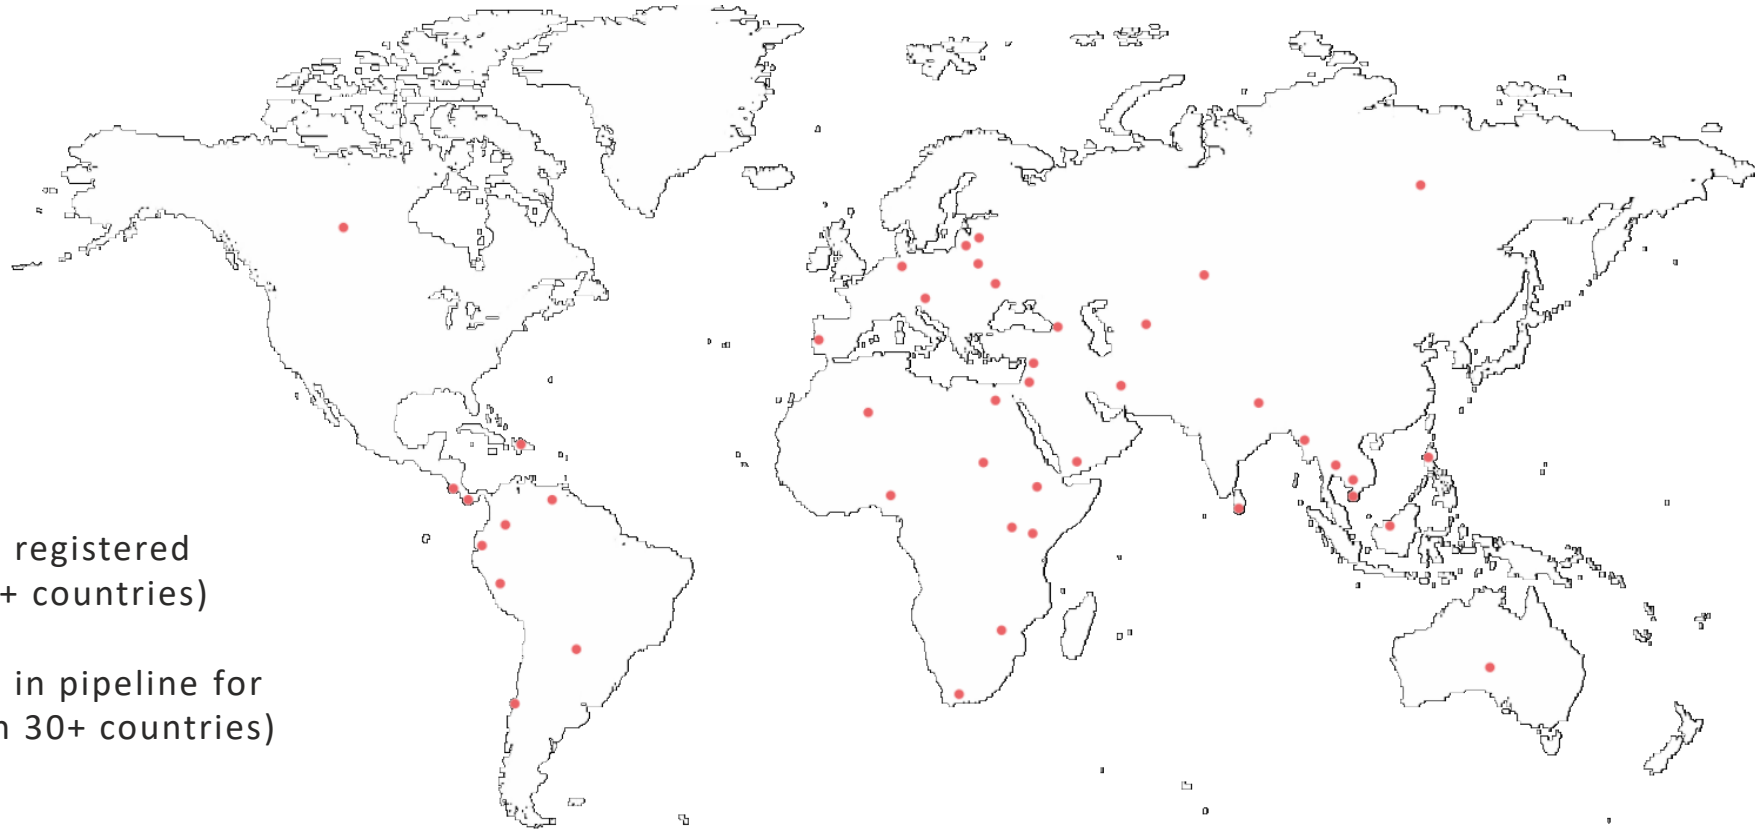 registered
+ countries)
in pipeline for
30+ countries)